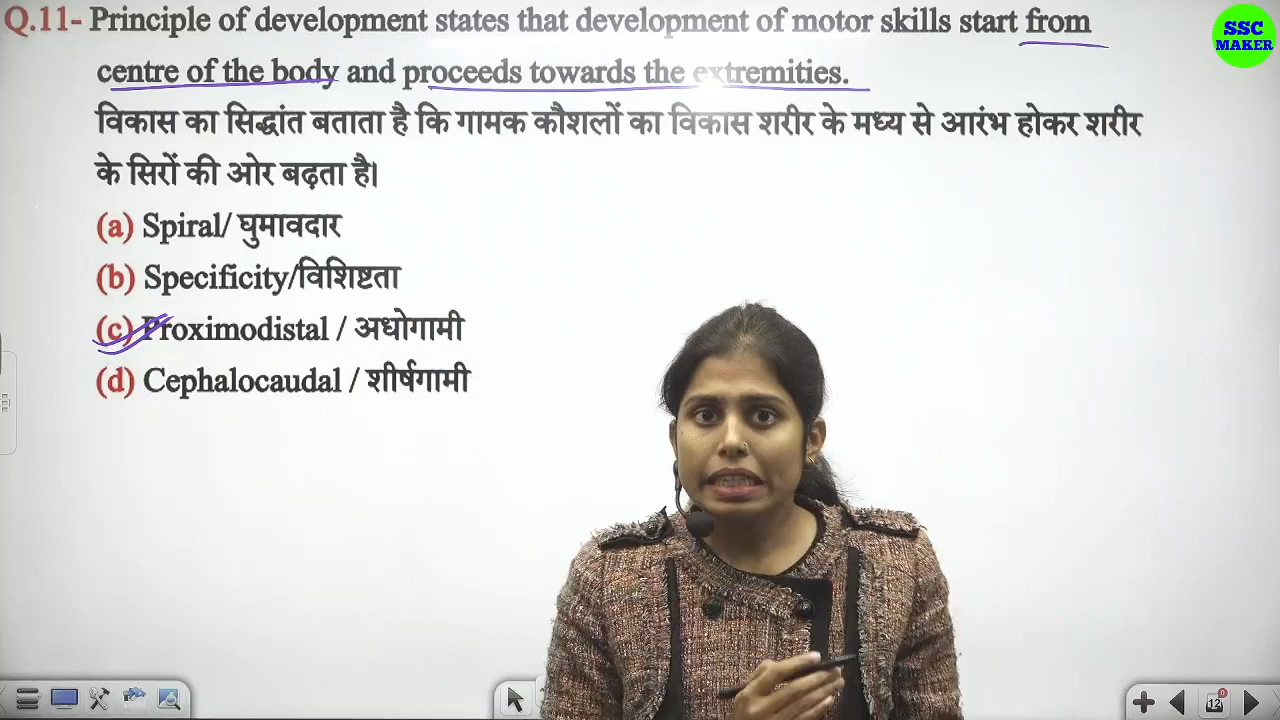 Q.11- Principle of development states that development of motor skills start from
centre of the body and proceeds towards the extremities.
विकास का सिद्धांत बताता है कि गामक कौशलों का विकास शरीर के मध्य से आरंभ होकर शरीर
के सिरों की ओर बढ़ता है।
(a) Spiral/ घुमावदार
(b) Specificity/विशिष्टता
(c) Proximodistal / अधोगामी
(d) Cephalocaudal / शीर्षगामी
SSC
MAKER
12
0